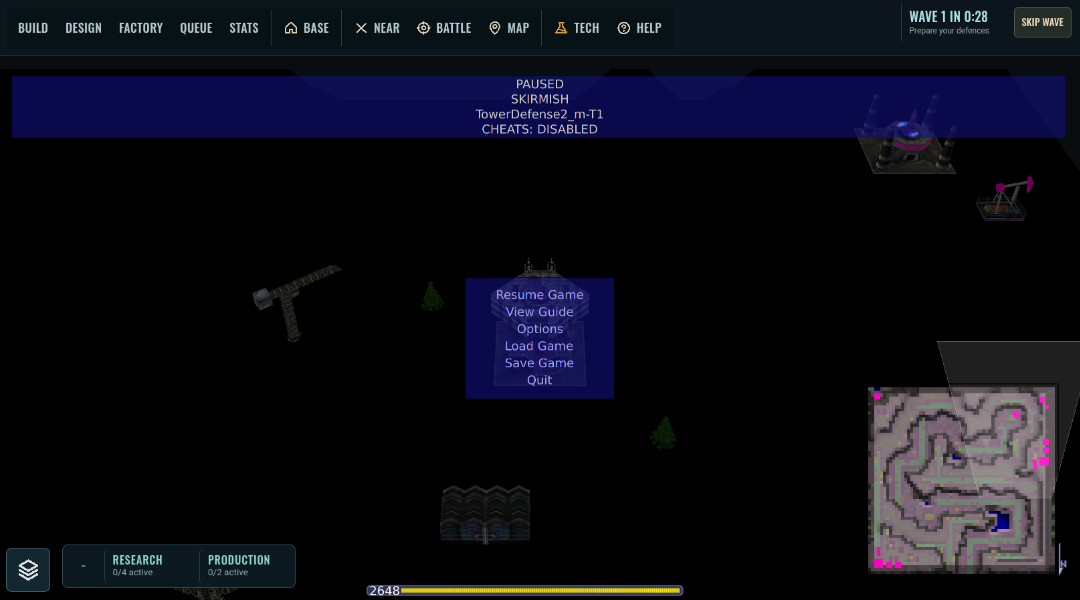 BUILD DESIGN FACTORY QUEUE STATS BASE NEAR BATTLE MAP TECH HELP
WAVE 1 IN 0:28
Prepare your defences
SKIP WAVE
PAUSED
SKIRMISH
TowerDefense2_m-T1
CHEATS: DISABLED
Resume Game
View Guide
Options
Load Game
Save Game
Quit
N
-
RESEARCH
0/4 active
PRODUCTION
0/2 active
2648